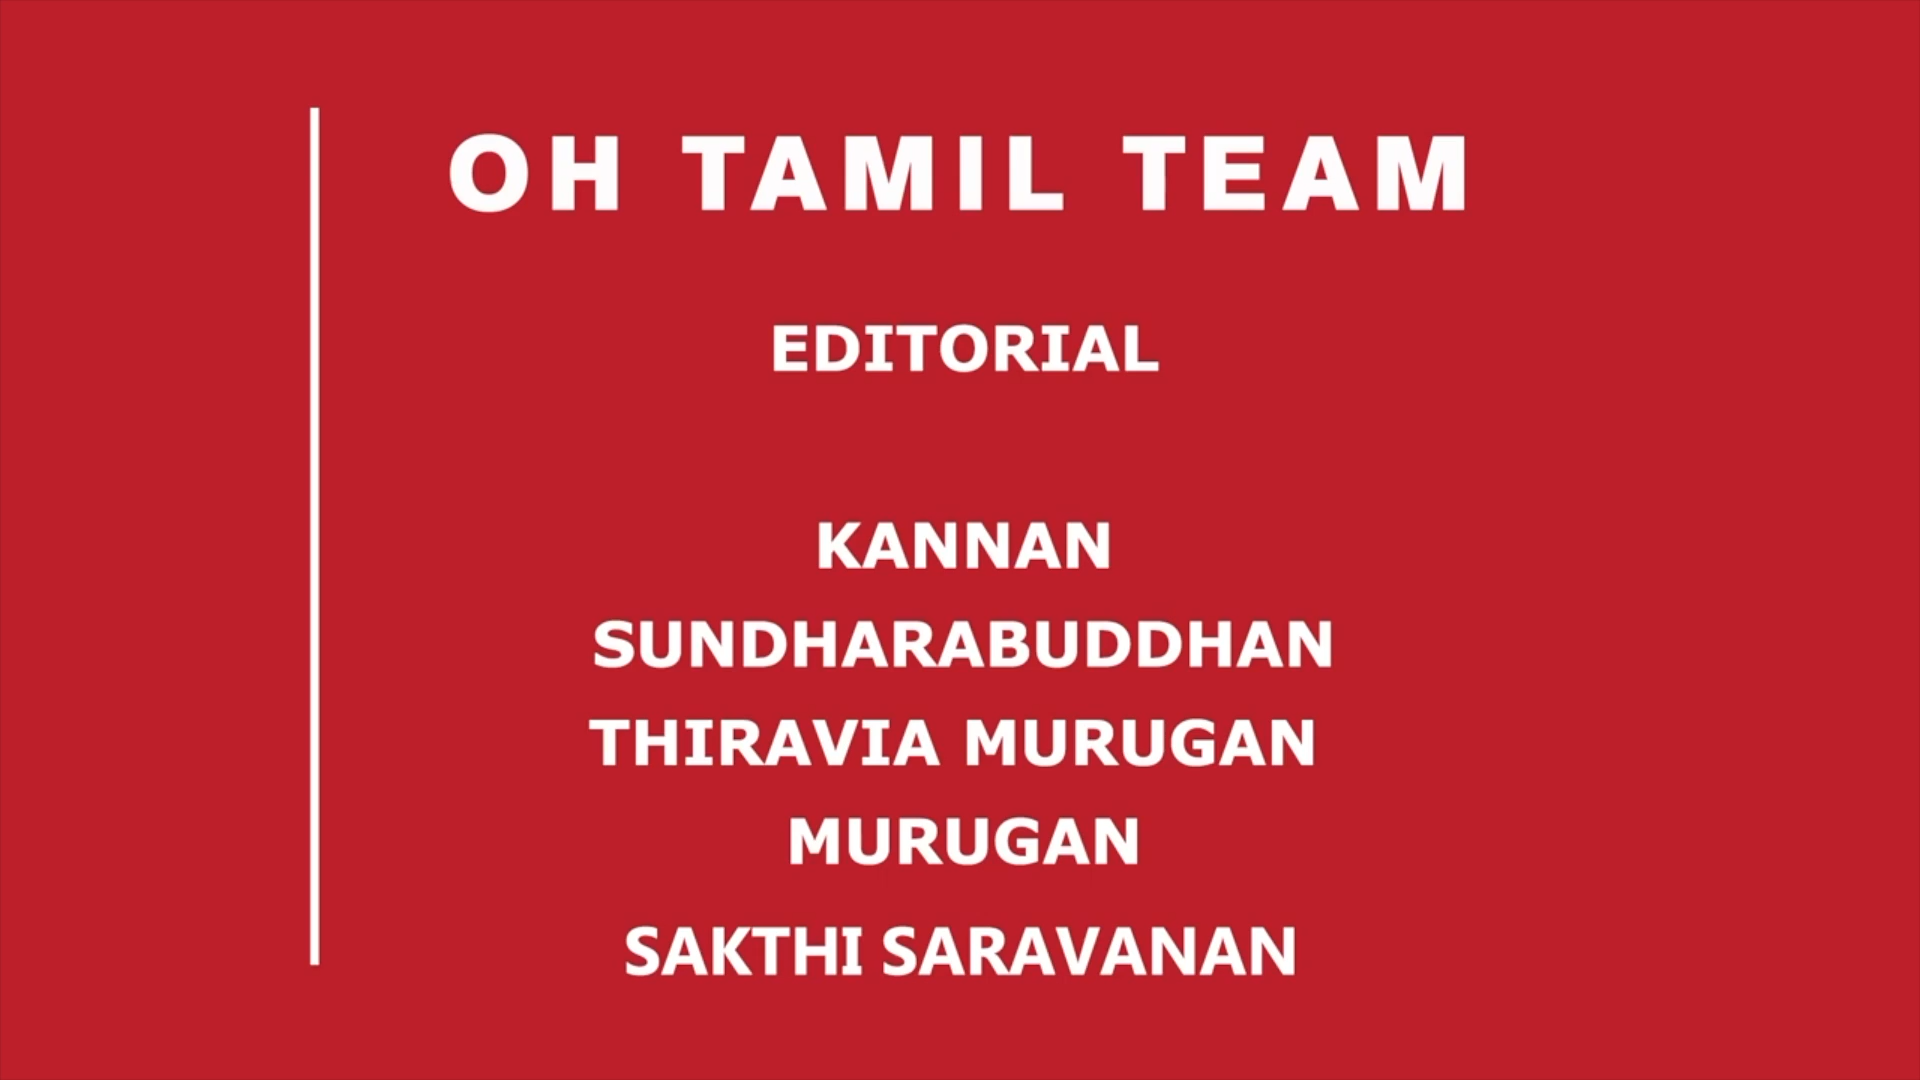 OH TAMIL TEAM
EDITORIAL
KANNAN
SUNDHARABUDDHAN
THIRAVIA MURUGAN
MURUGAN
SAKTHI SARAVANAN